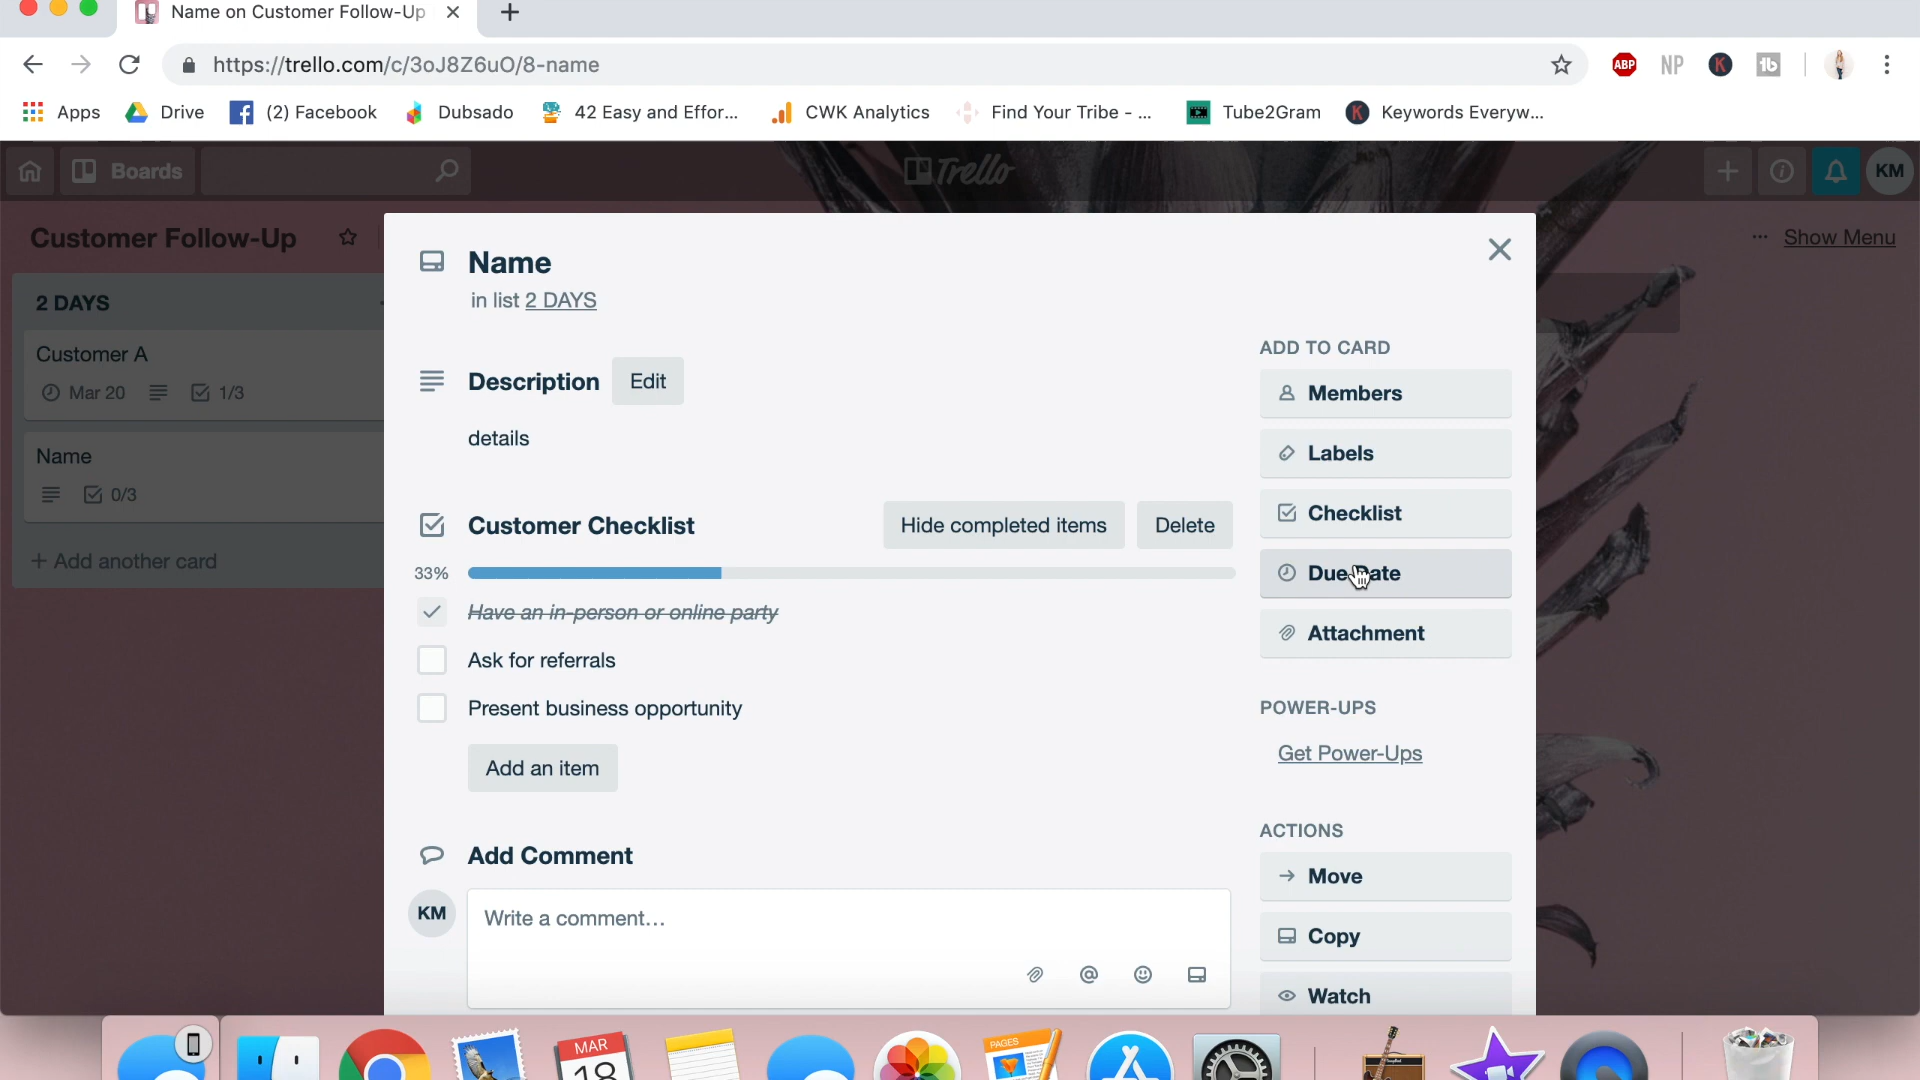 Name on Customer Follow-Up
https://trello.com/c/3oJ8Z6uO/8-name
ABP NP K tb
Apps Drive (2) Facebook Dubsado 42 Easy and Effor... CWK Analytics Find Your Tribe - ... Tube2Gram K Keywords Everyw...
Boards Trello KM
Customer Follow-Up ... Show Menu
Name
in list 2 DAYS
2 DAYS
Customer A
Mar 20 1/3
Name
0/3
+ Add another card
Description Edit
details
Customer Checklist Hide completed items Delete
33%
Have an in-person or online party
Ask for referrals
Present business opportunity
Add an item
Add Comment
KM Write a comment...
@
ADD TO CARD
Members
Labels
Checklist
Due Date
Attachment
POWER-UPS
Get Power-Ups
ACTIONS
Move
Copy
Watch
MAR
18
PAGES